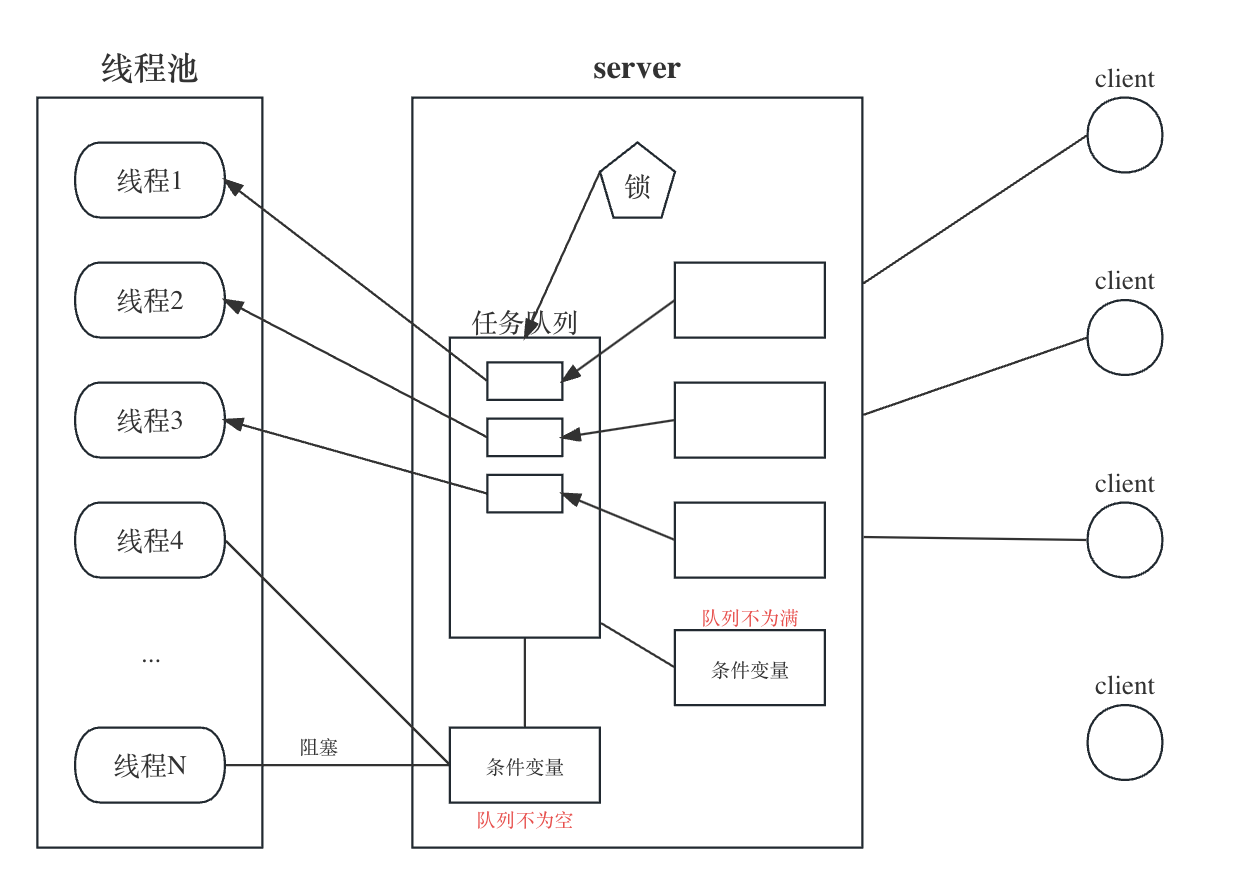 线程池
server
client
线程1
锁
线程2
client
任务队列
线程3
client
线程4
队列不为满
条件变量
...
client
阻塞
线程N
条件变量
队列不为空